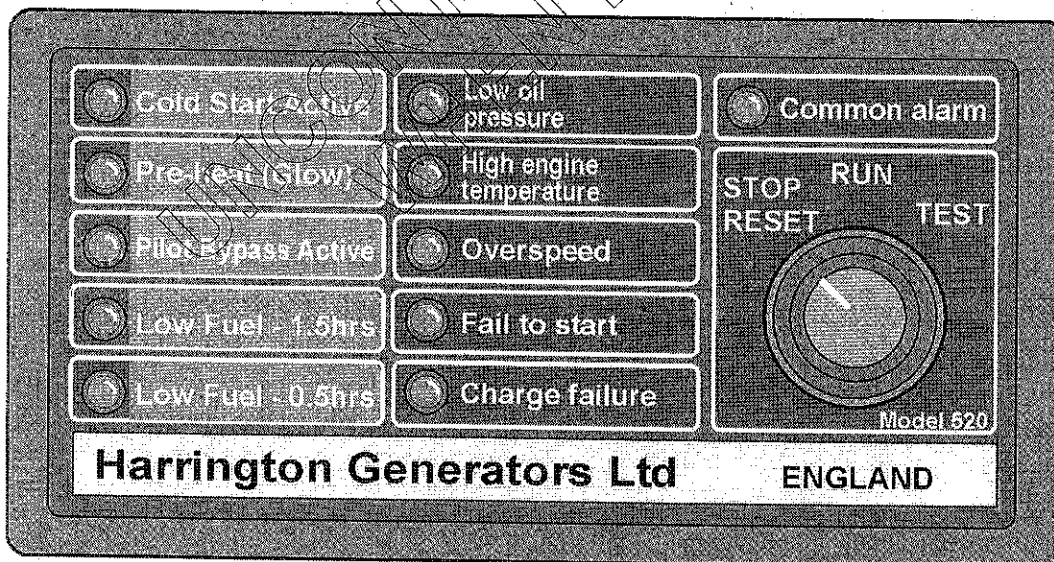 Cold Start Active
Pre-heat (Glow)
Pilot Bypass Active
Low Fuel - 1.5hrs
Low Fuel - 0.5hrs
Low oil
pressure
High engine
temperature
Overspeed
Fail to start
Charge failure
Common alarm
STOP
RESET
RUN
TEST
Model 520
Harrington Generators Ltd
ENGLAND